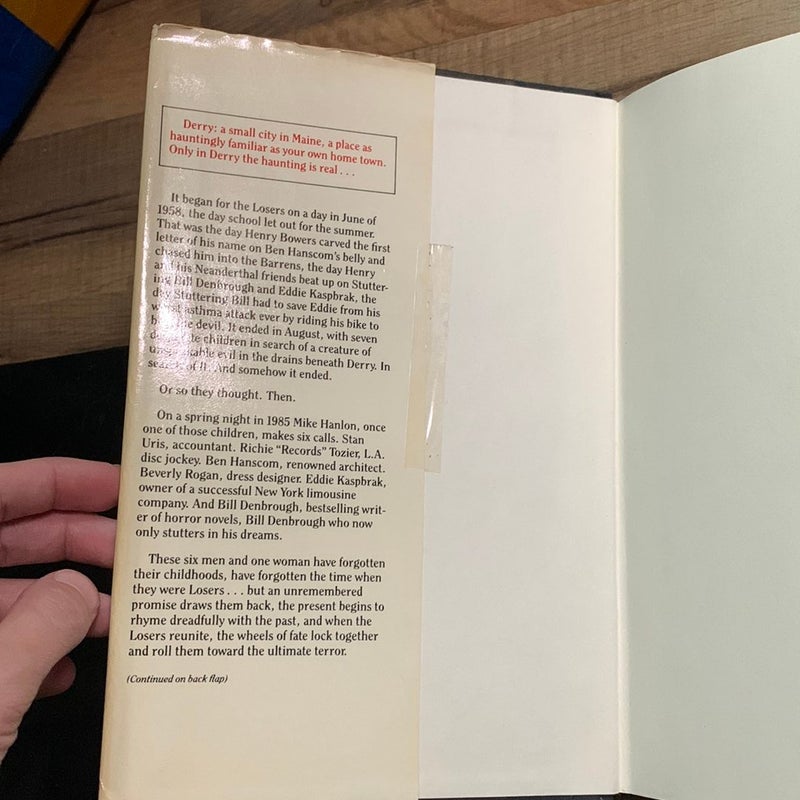 Derry: a small city in Maine, a place as
hauntingly familiar as your own home town.
Only in Derry the haunting is real . . .
It began for the Losers on a day in June of
1958, the day school let out for the summer.
That was the day Henry Bowers carved the first
letter of his name on Ben Hanscom's belly and
chased him into the Barrens, the day Henry
and his Neanderthal friends beat up on Stutter-
ing Bill Denbrough and Eddie Kaspbrak, the
day Stuttering Bill had to save Eddie from his
worst asthma attack ever by riding his bike to
the devil. It ended in August, with seven
children in search of a creature of
evil in the drains beneath Derry. In
And somehow it ended.
Or so they thought. Then.
On a spring night in 1985 Mike Hanlon, once
one of those children, makes six calls. Stan
Uris, accountant. Richie "Records" Tozier, L.A.
disc jockey. Ben Hanscom, renowned architect.
Beverly Rogan, dress designer. Eddie Kaspbrak,
owner of a successful New York limousine
company. And Bill Denbrough, bestselling writ-
er of horror novels, Bill Denbrough who now
only stutters in his dreams.
These six men and one woman have forgotten
their childhoods, have forgotten the time when
they were Losers . . . but an unremembered
promise draws them back, the present begins to
rhyme dreadfully with the past, and when the
Losers reunite, the wheels of fate lock together
and roll them toward the ultimate terror.
(Continued on back flap)